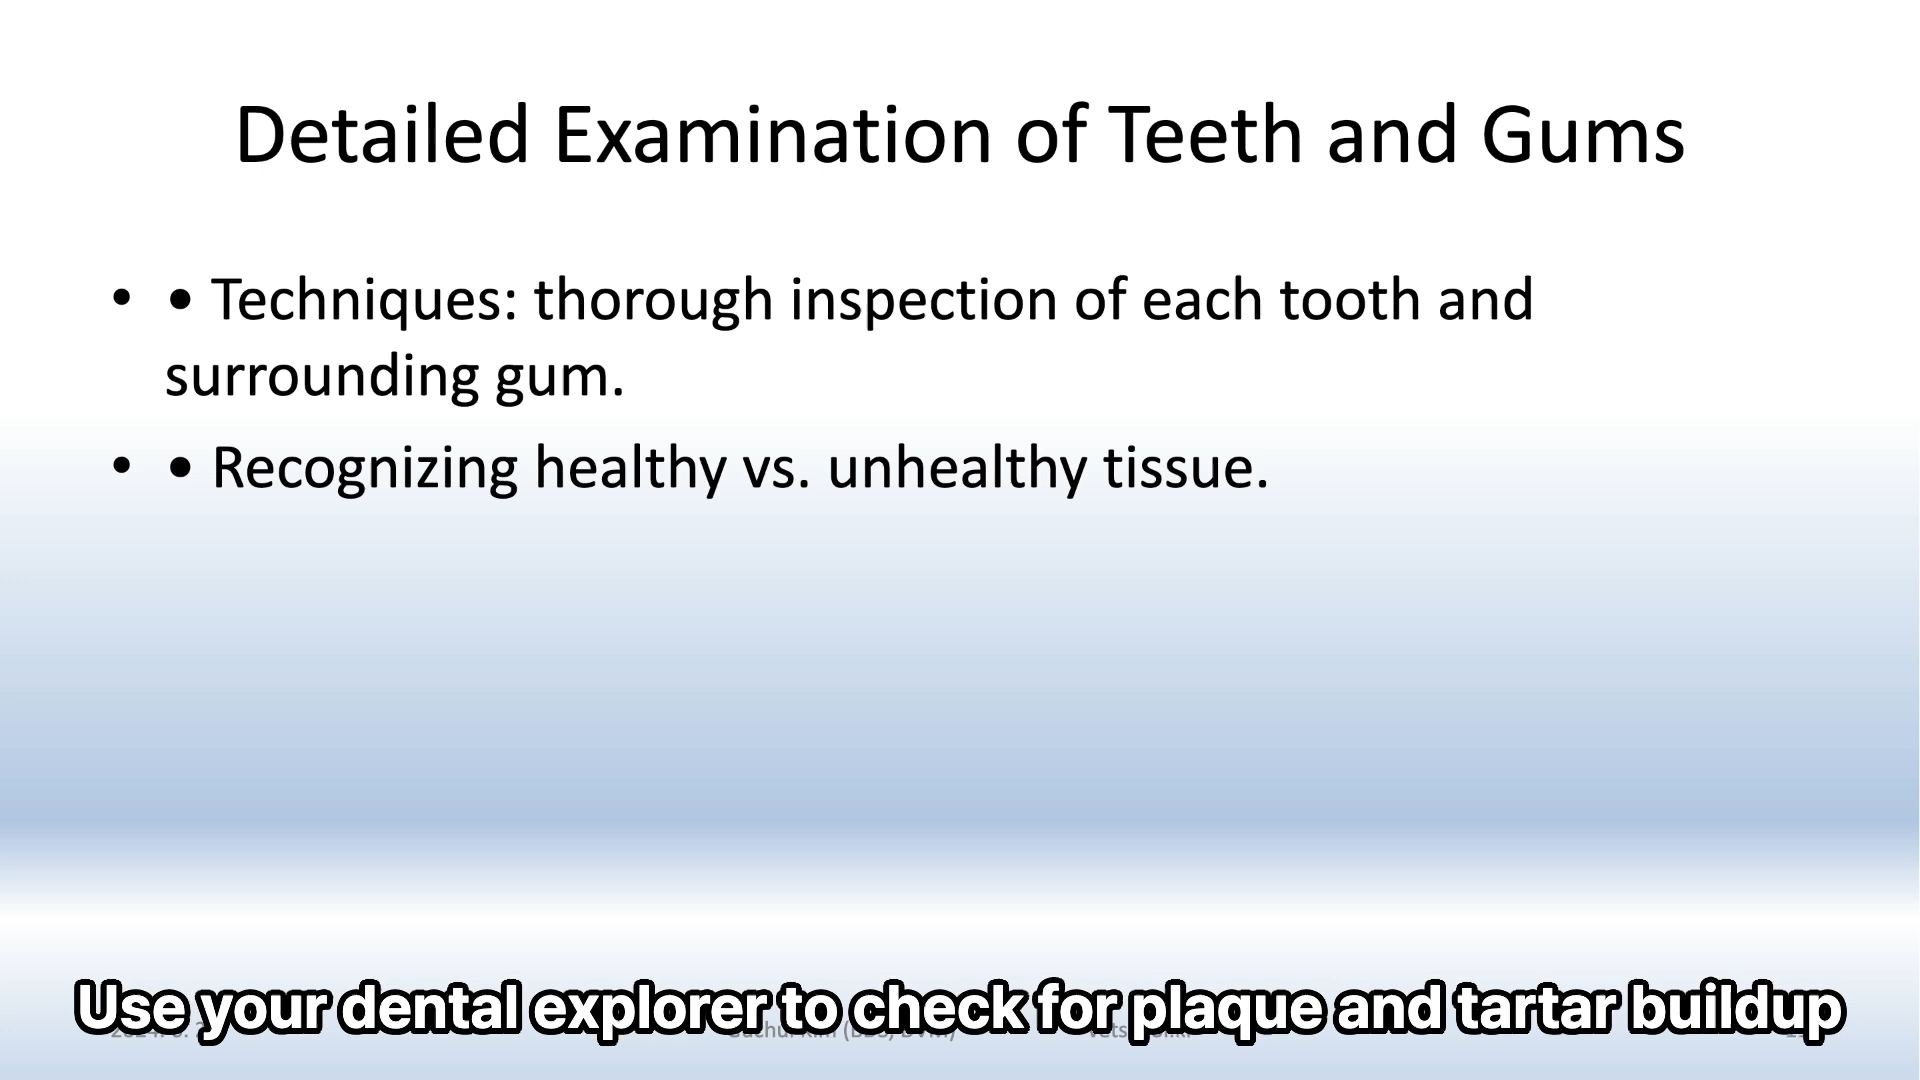 Detailed Examination of Teeth and Gums
• • Techniques: thorough inspection of each tooth and
surrounding gum.
• • Recognizing healthy vs. unhealthy tissue.
Use your dental explorer to check for plaque and tartar buildup